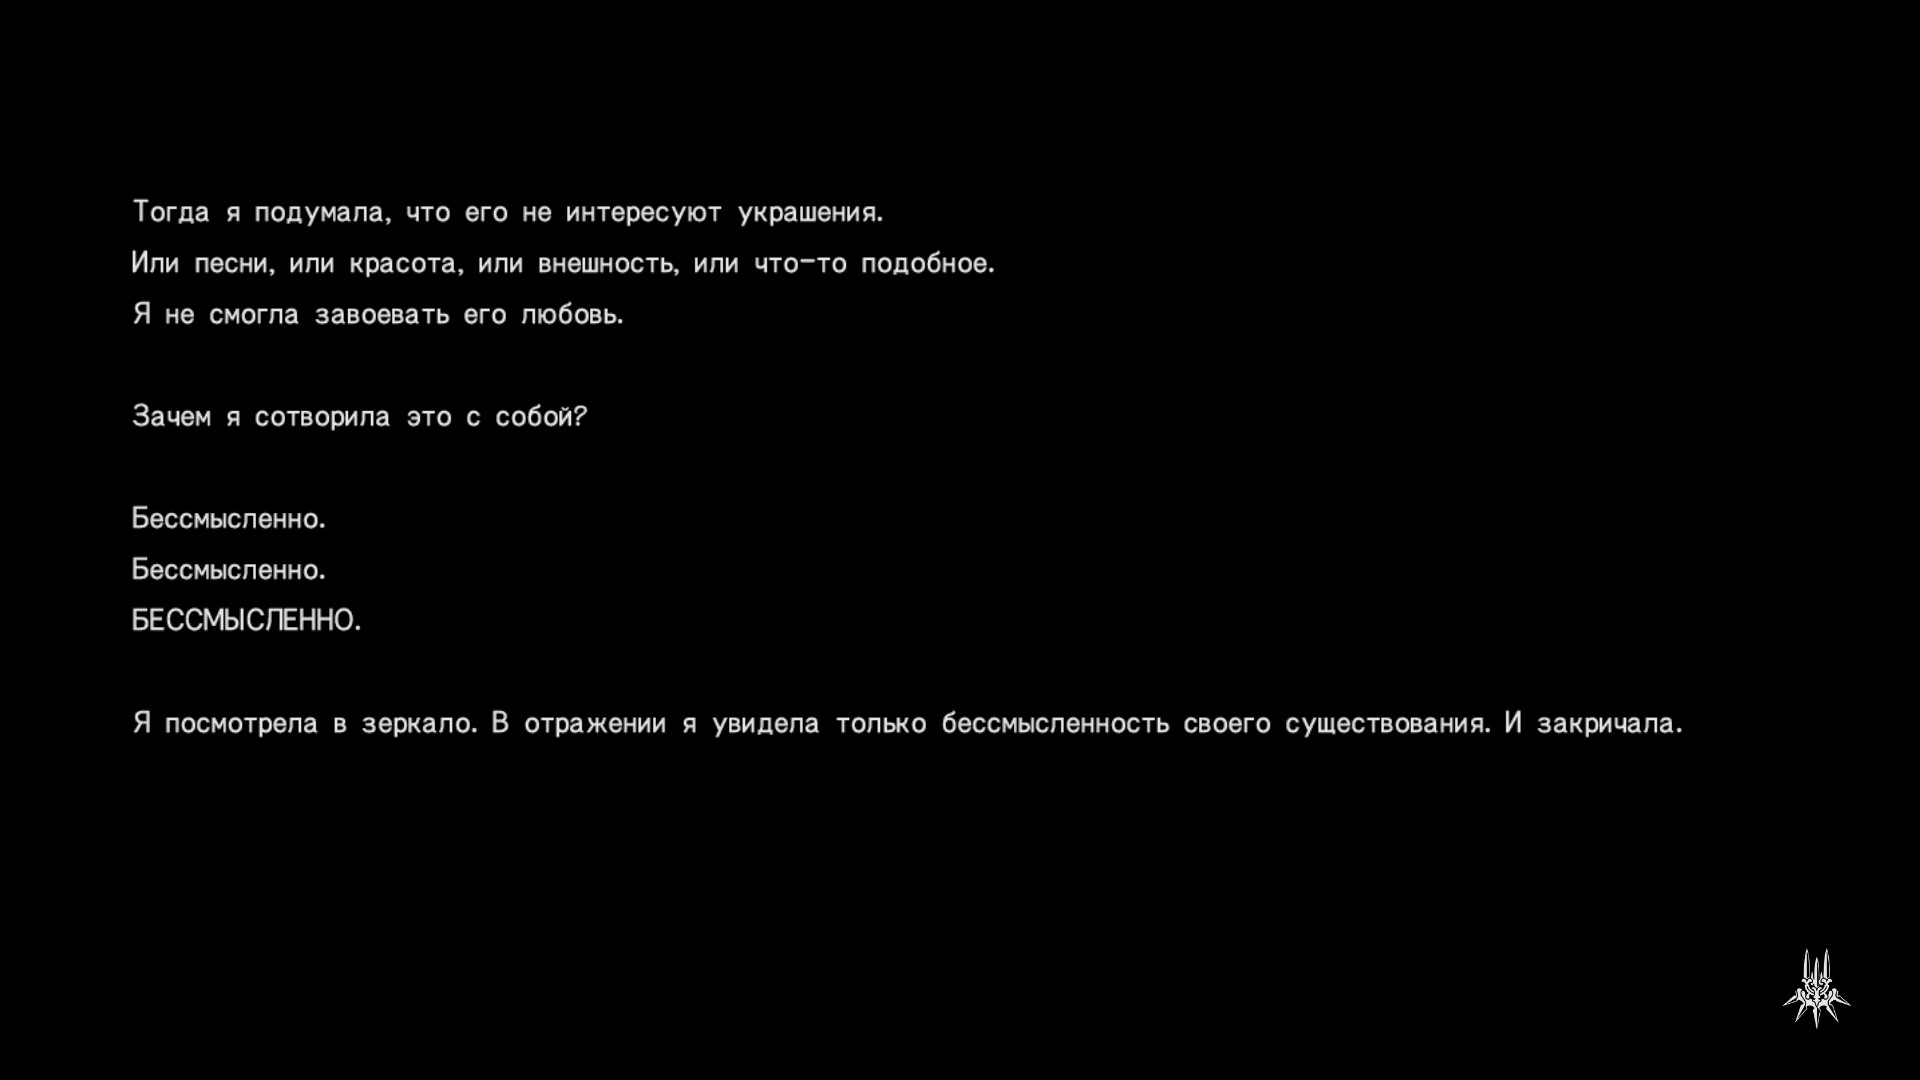 Тогда я подумала, что его не интересуют украшения.
Или песни, или красота, или внешность, или что-то подобное.
Я не смогла завоевать его любовь.
Зачем я сотворила это с собой?
Бессмысленно.
Бессмысленно.
БЕССМЫСЛЕННО.
Я посмотрела в зеркало. В отражении я увидела только бессмысленность своего существования. И закричала.